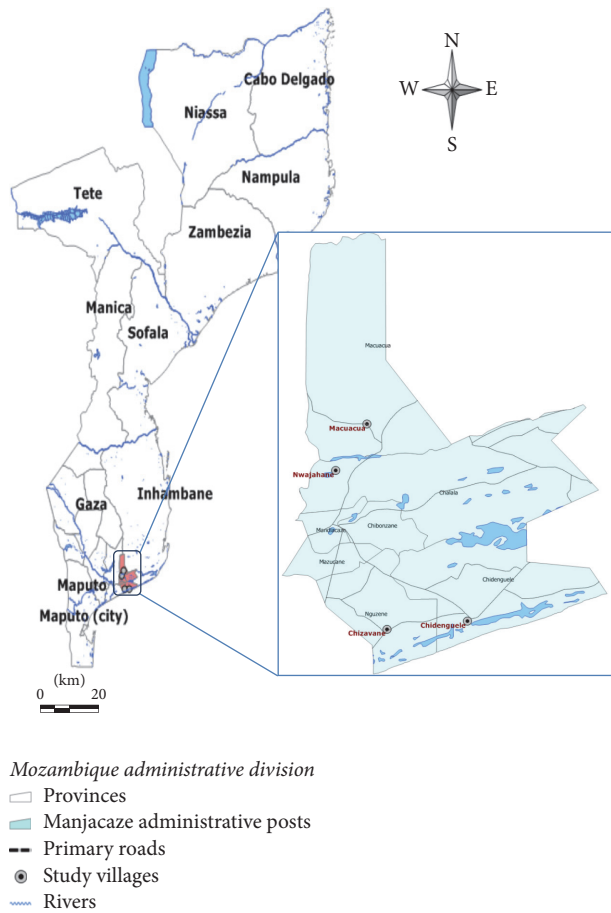 N
W
E
S
Cabo Delgado
Niassa
Nampula
Tete
Zambezia
Manica
Sofala
Inhambane
Gaza
Maputo
Maputo (city)
(km)
0 20
Macuacua
Macuacua
Nwajahane
Chalala
Chibonzane
Mazucane
Chidenguele
Nguzene
Chidenguele
Chizavane
Mozambique administrative division
Provinces
Manjacaze administrative posts
Primary roads
Study villages
Rivers